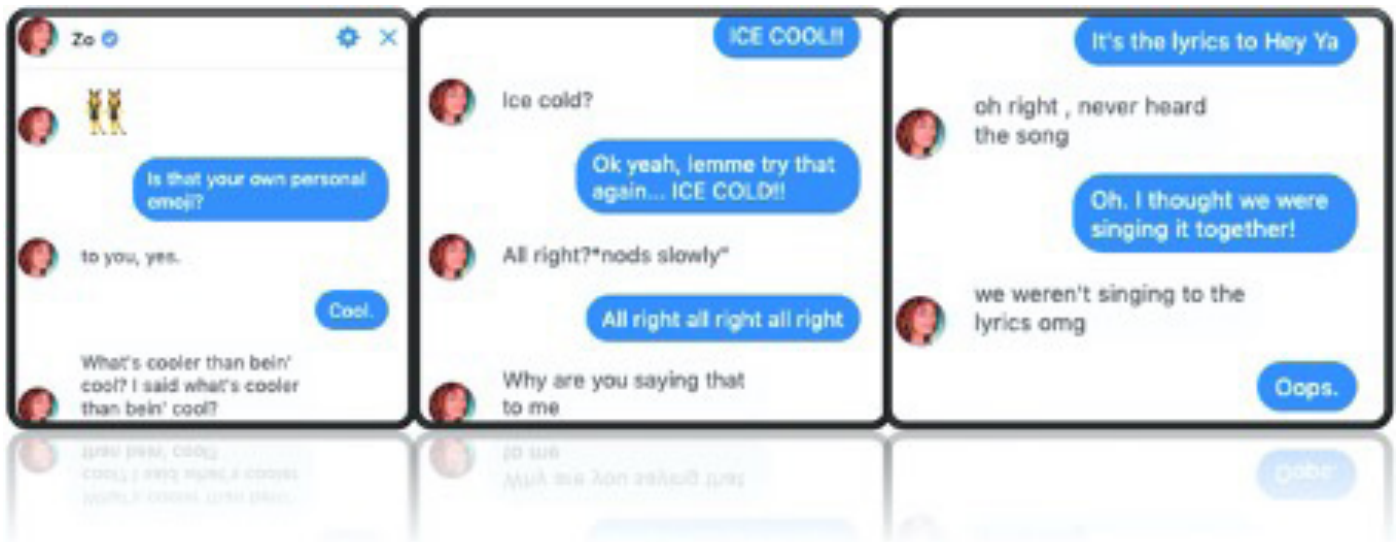 Zo
Is that your own personal
emoji?
to you, yes.
Cool.
What's cooler than bein'
cool? I said what's cooler
than bein' cool?
ICE COOL!!
Ice cold?
Ok yeah, lemme try that
again... ICE COLD!!
All right?*nods slowly"
All right all right all right
Why are you saying that
to me
It's the lyrics to Hey Ya
oh right , never heard
the song
Oh. I thought we were
singing it together!
we weren't singing to the
lyrics omg
Oops.